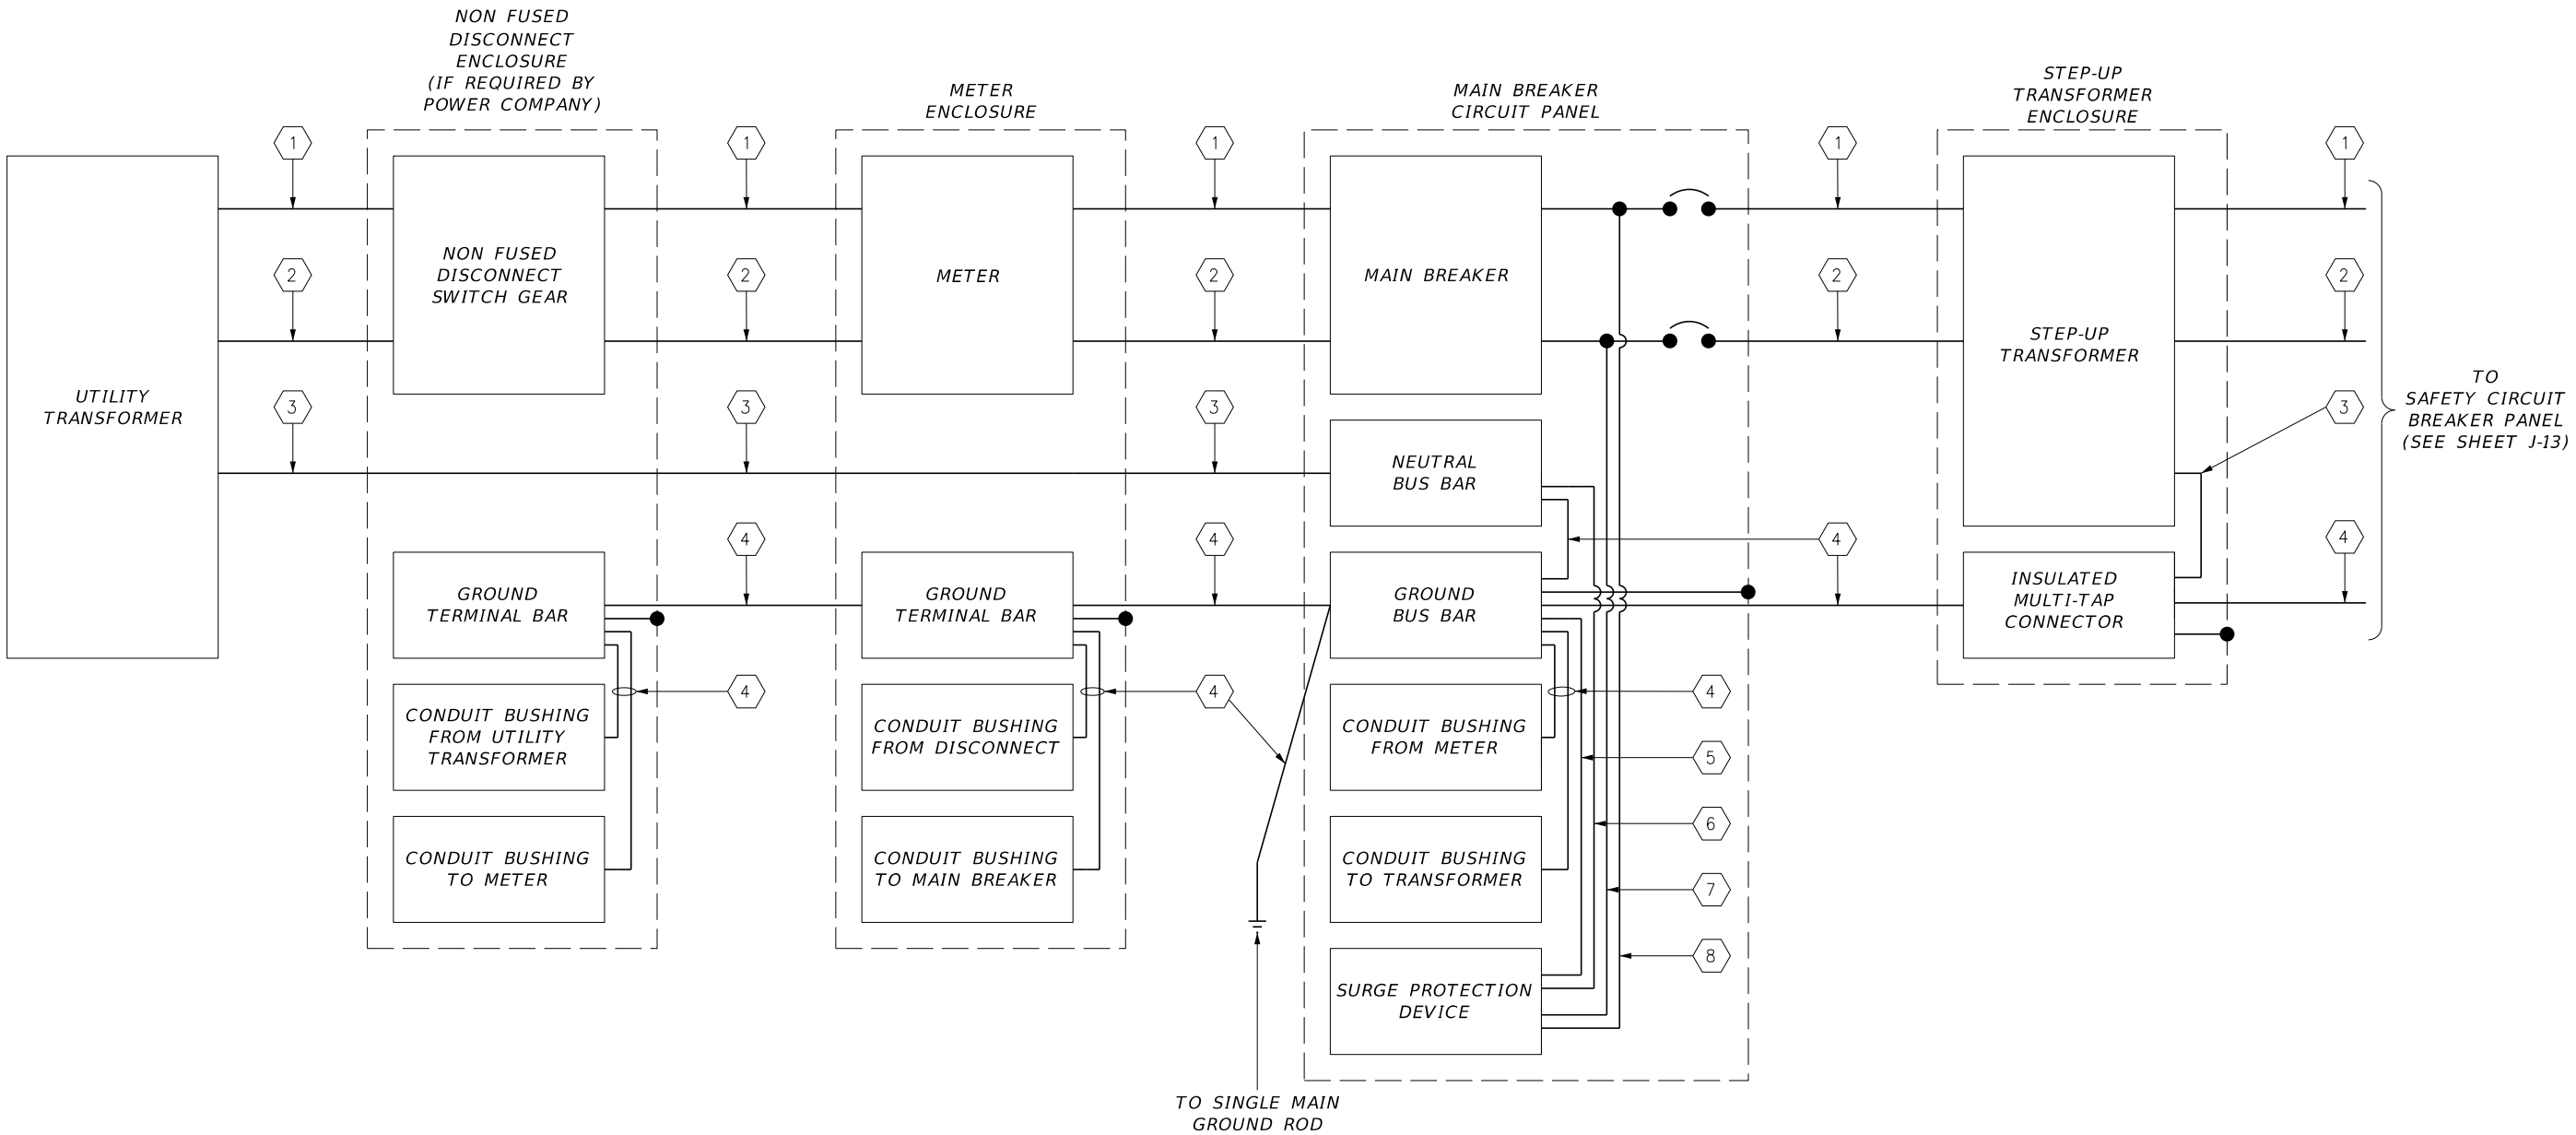 NON FUSED
DISCONNECT
ENCLOSURE
(IF REQUIRED BY
POWER COMPANY)
METER
ENCLOSURE
MAIN BREAKER
CIRCUIT PANEL
STEP-UP
TRANSFORMER
ENCLOSURE
1
1
1
1
1
2
2
2
2
2
3
3
3
3
4
4
4
4
UTILITY
TRANSFORMER
NON FUSED
DISCONNECT
SWITCH GEAR
METER
MAIN BREAKER
STEP-UP
TRANSFORMER
TO
SAFETY CIRCUIT
BREAKER PANEL
(SEE SHEET J-13)
NEUTRAL
BUS BAR
GROUND
TERMINAL BAR
GROUND
TERMINAL BAR
GROUND
BUS BAR
INSULATED
MULTI-TAP
CONNECTOR
4
4
4
CONDUIT BUSHING
FROM UTILITY
TRANSFORMER
CONDUIT BUSHING
FROM DISCONNECT
CONDUIT BUSHING
FROM METER
5
6
CONDUIT BUSHING
TO METER
CONDUIT BUSHING
TO MAIN BREAKER
CONDUIT BUSHING
TO TRANSFORMER
7
8
SURGE PROTECTION
DEVICE
TO SINGLE MAIN
GROUND ROD